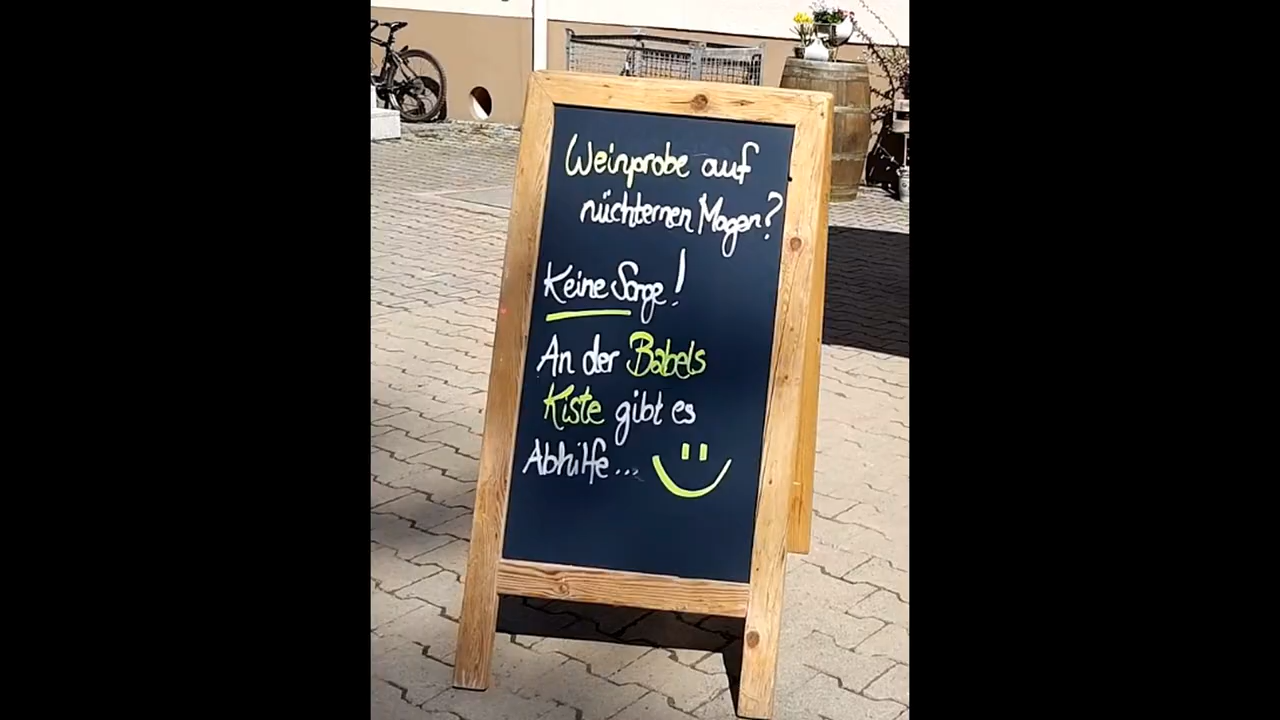 Weinprobe auf
nüchternen Magen?
Keine Sorge!
An der Babels
Kiste gibt es
Abhilfe...